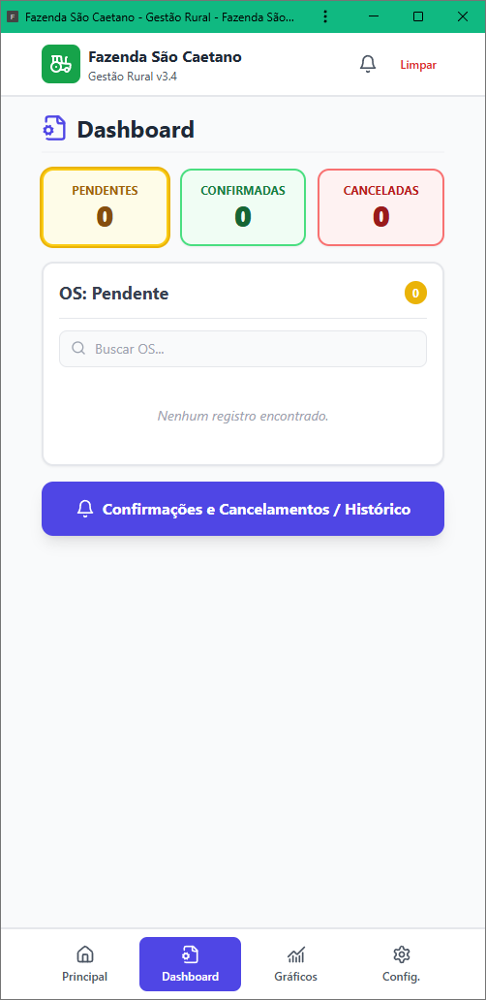 F Fazenda São Caetano - Gestão Rural - Fazenda São...
Fazenda São Caetano
Gestão Rural v3.4
Limpar
Dashboard
PENDENTES
0
CONFIRMADAS
0
CANCELADAS
0
OS: Pendente
0
Buscar OS...
Nenhum registro encontrado.
Confirmações e Cancelamentos / Histórico
Principal
Dashboard
Gráficos
Config.